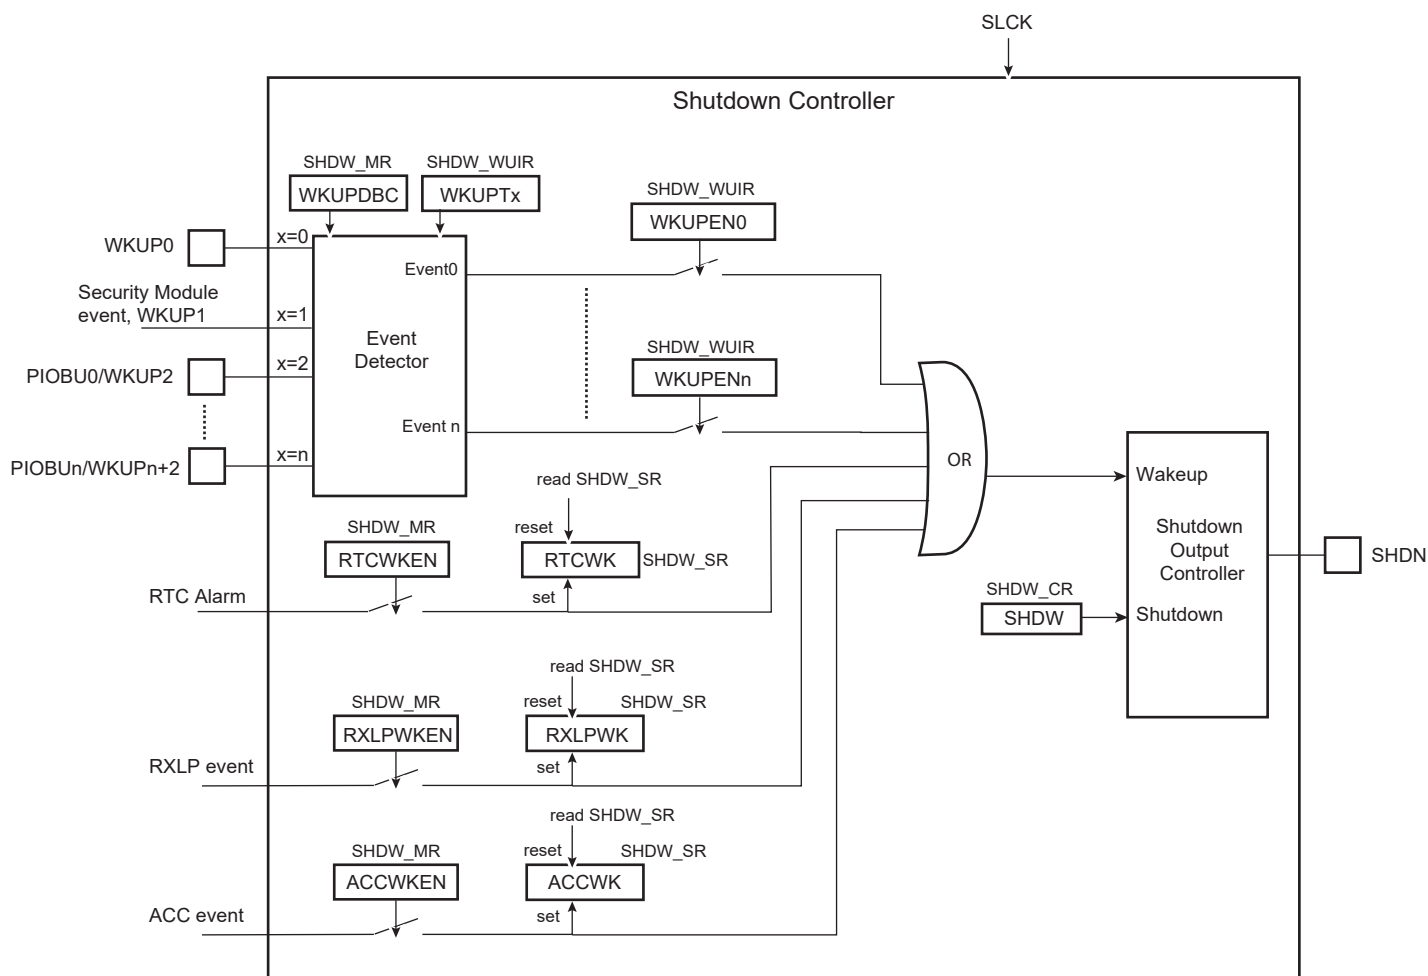 SLCK
Shutdown Controller
SHDW_MR
SHDW_WUIR
WKUPDBC
WKUPTx
SHDW_WUIR
WKUPEN0
WKUP0
x=0
Event0
Security Module
event, WKUP1
x=1
Event
Detector
SHDW_WUIR
WKUPENn
PIOBU0/WKUP2
x=2
Event n
PIOBUn/WKUPn+2
x=n
OR
Wakeup
Shutdown
Output
Controller
SHDN
SHDW_CR
SHDW
Shutdown
read SHDW_SR
reset
SHDW_MR
RTCWKEN
RTCWK
SHDW_SR
RTC Alarm
set
read SHDW_SR
SHDW_MR
reset
SHDW_SR
RXLPWKEN
RXLPWK
RXLP event
set
read SHDW_SR
SHDW_MR
reset
SHDW_SR
ACCWKEN
ACCWK
ACC event
set